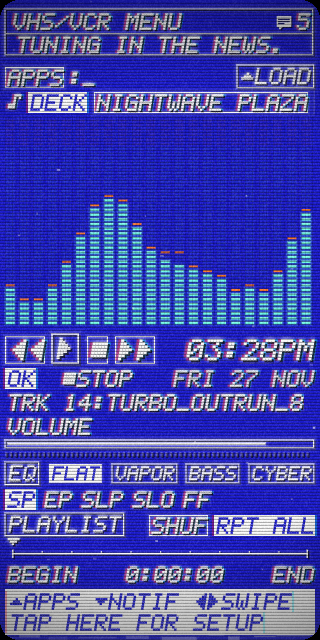 VHS/VCR MENU 5
TUNING IN THE NEWS.
APPS:_ LOAD
DECK NIGHTWAVE PLAZA
03:28PM
OK STOP FRI 27 NOV
TRK 14:TURBO_OUTRUN_8
VOLUME
EQ FLAT VAPOR BASS CYBER
SP EP SLP SLO FF
PLAYLIST SHUF RPT ALL
BEGIN 0:00:00 END
APPS NOTIF SWIPE
TAP HERE FOR SETUP